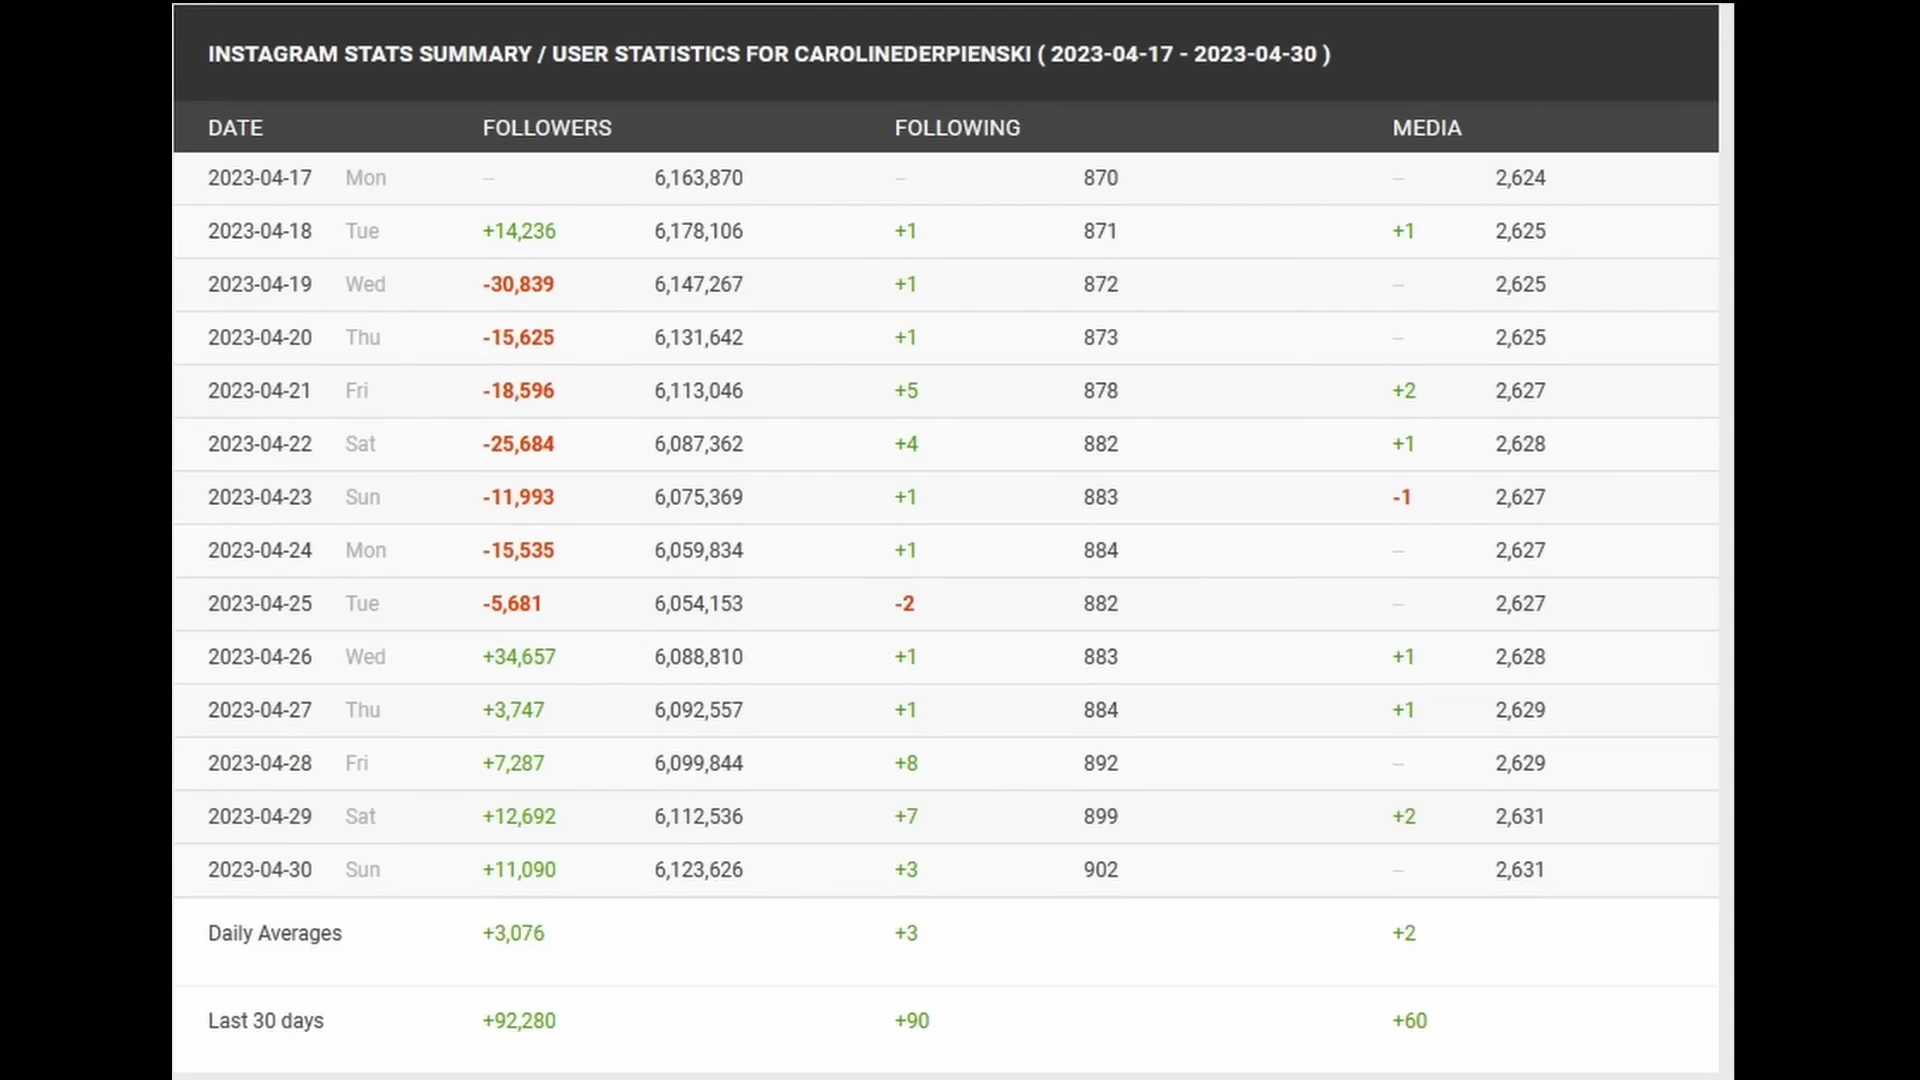 INSTAGRAM STATS SUMMARY / USER STATISTICS FOR CAROLINEDERPIENSKI ( 2023-04-17 - 2023-04-30 )
DATE FOLLOWERS FOLLOWING MEDIA
2023-04-17 Mon – 6,163,870 – 870 – 2,624
2023-04-18 Tue +14,236 6,178,106 +1 871 +1 2,625
2023-04-19 Wed -30,839 6,147,267 +1 872 – 2,625
2023-04-20 Thu -15,625 6,131,642 +1 873 – 2,625
2023-04-21 Fri -18,596 6,113,046 +5 878 +2 2,627
2023-04-22 Sat -25,684 6,087,362 +4 882 +1 2,628
2023-04-23 Sun -11,993 6,075,369 +1 883 -1 2,627
2023-04-24 Mon -15,535 6,059,834 +1 884 – 2,627
2023-04-25 Tue -5,681 6,054,153 -2 882 – 2,627
2023-04-26 Wed +34,657 6,088,810 +1 883 +1 2,628
2023-04-27 Thu +3,747 6,092,557 +1 884 +1 2,629
2023-04-28 Fri +7,287 6,099,844 +8 892 – 2,629
2023-04-29 Sat +12,692 6,112,536 +7 899 +2 2,631
2023-04-30 Sun +11,090 6,123,626 +3 902 – 2,631
Daily Averages +3,076 +3 +2
Last 30 days +92,280 +90 +60